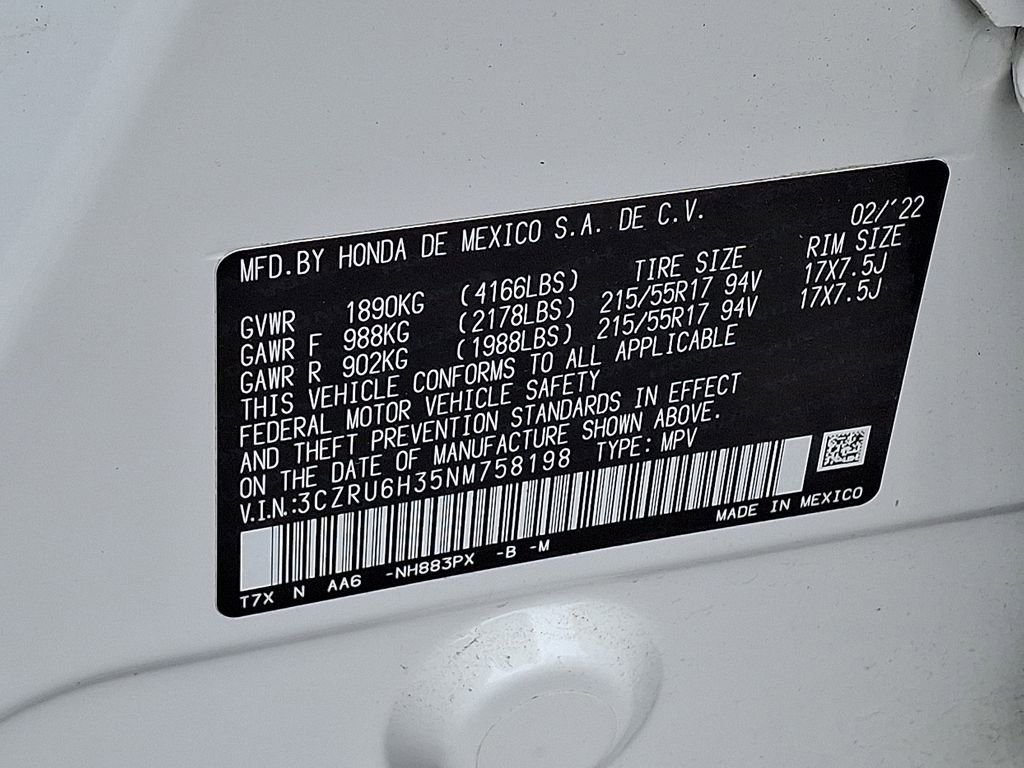 MFD.BY HONDA DE MEXICO S.A. DE C.V. 02/'22
TIRE SIZE RIM SIZE
GVWR 1890KG (4166LBS)
GAWR F 988KG (2178LBS) 215/55R17 94V 17X7.5J
GAWR R 902KG (1988LBS) 215/55R17 94V 17X7.5J
THIS VEHICLE CONFORMS TO ALL APPLICABLE
FEDERAL MOTOR VEHICLE SAFETY
AND THEFT PREVENTION STANDARDS IN EFFECT
ON THE DATE OF MANUFACTURE SHOWN ABOVE.
V.I.N.:3CZRU6H35NM758198 TYPE:MPV
MADE IN MEXICO
T7X N AA6 -NH883PX -B -M